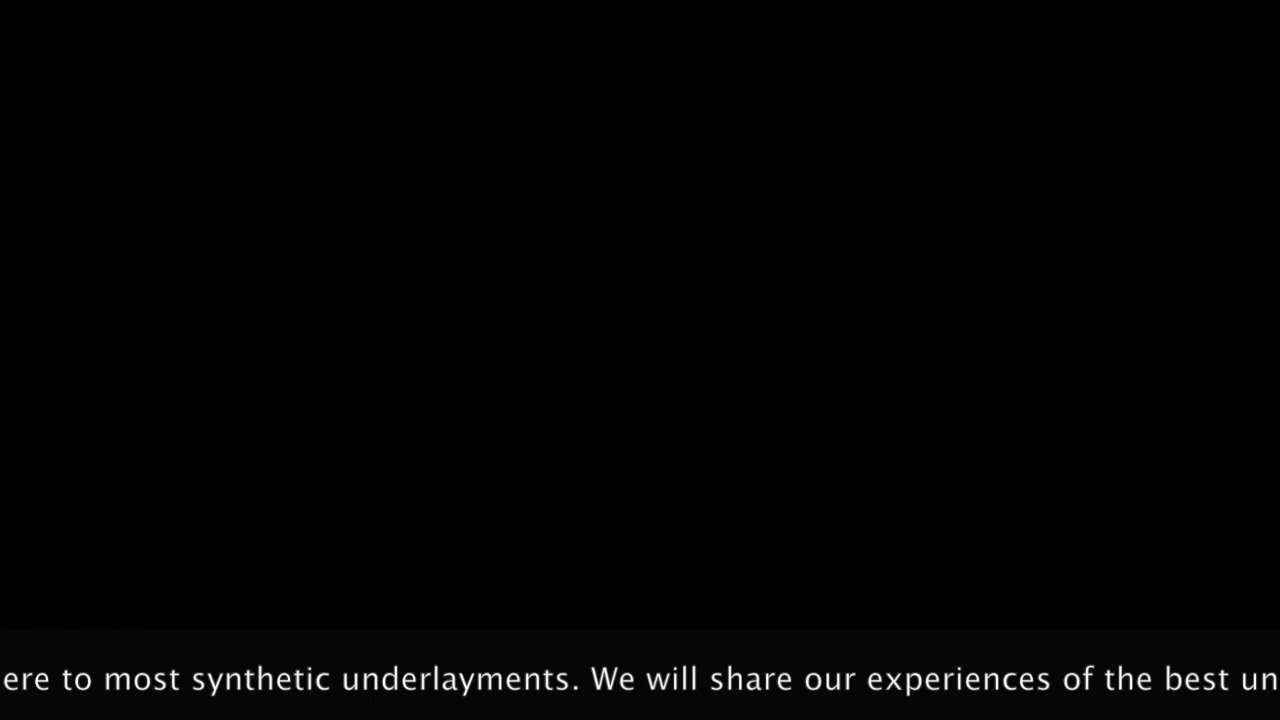 ere to most synthetic underlayments. We will share our experiences of the best un